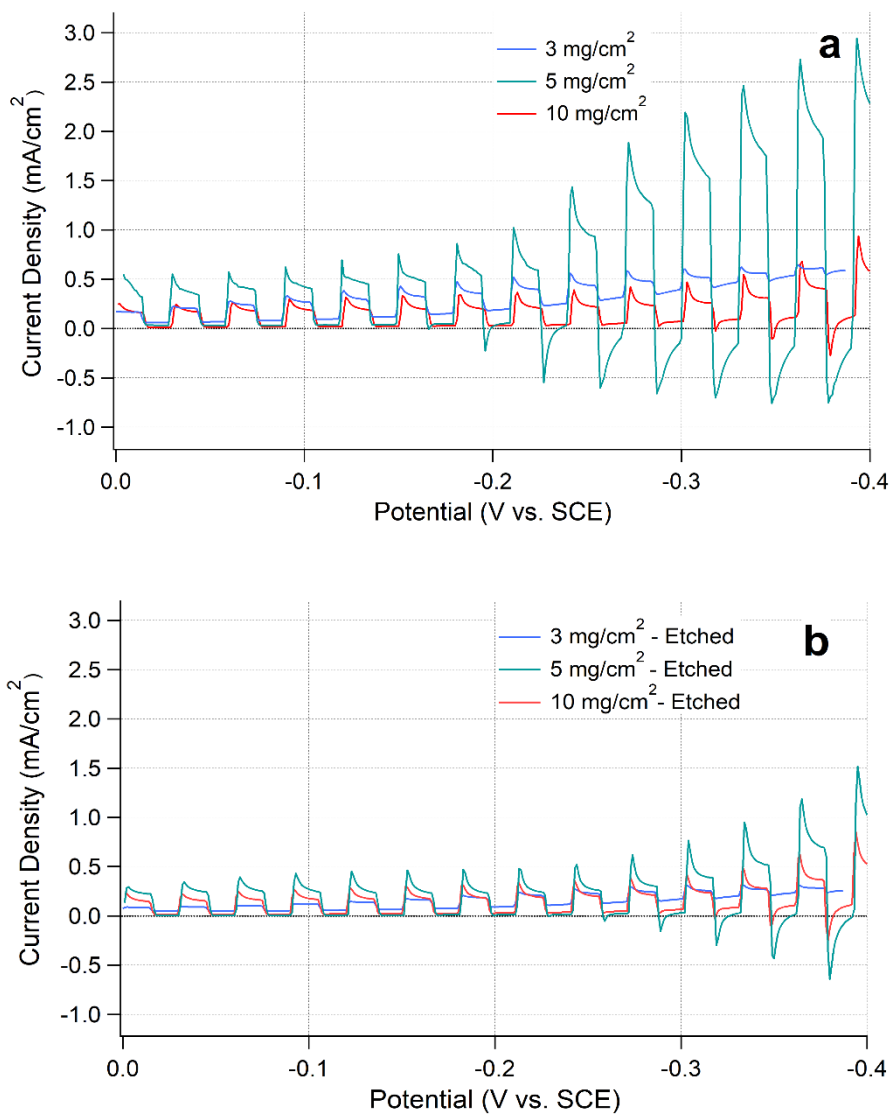 a
3 mg/cm²
5 mg/cm²
10 mg/cm²
3.0
2.5
2.0
1.5
1.0
0.5
0.0
-0.5
-1.0
Current Density (mA/cm²)
0.0 -0.1 -0.2 -0.3 -0.4
Potential (V vs. SCE)
b
3 mg/cm² - Etched
5 mg/cm² - Etched
10 mg/cm²- Etched
3.0
2.5
2.0
1.5
1.0
0.5
0.0
-0.5
-1.0
Current Density (mA/cm²)
0.0 -0.1 -0.2 -0.3 -0.4
Potential (V vs. SCE)